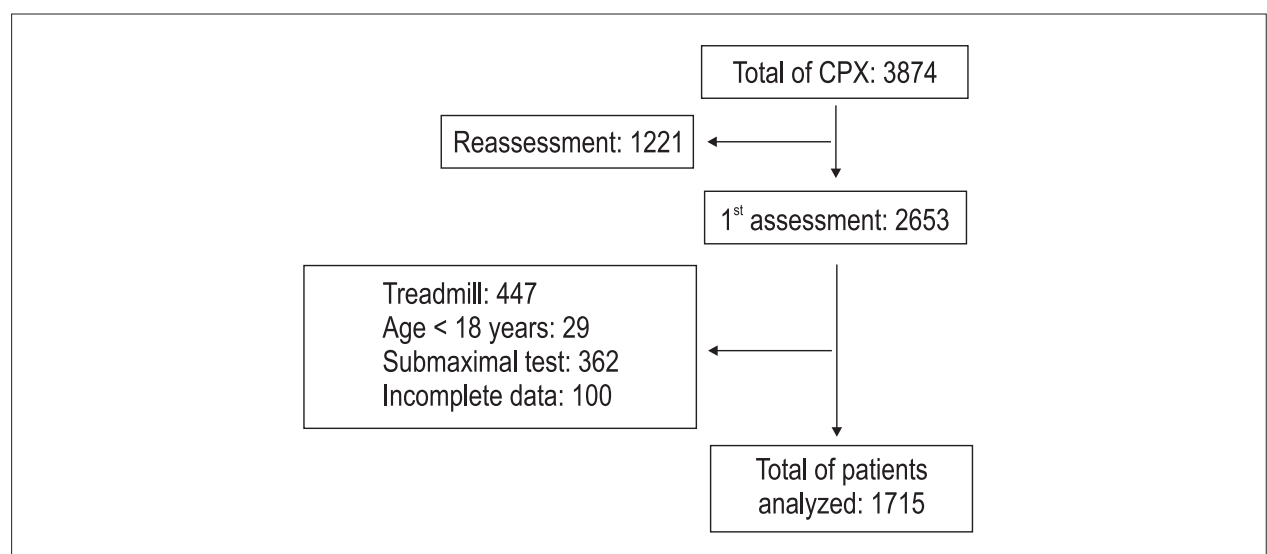 Total of CPX: 3874
Reassessment: 1221
1st assessment: 2653
Treadmill: 447
Age < 18 years: 29
Submaximal test: 362
Incomplete data: 100
Total of patients
analyzed: 1715